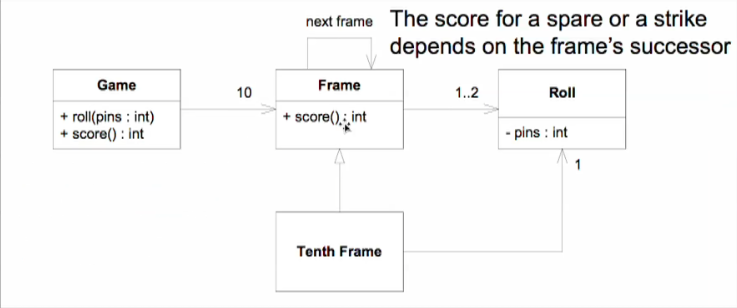 next frame
The score for a spare or a strike
depends on the frame's successor
Game
+ roll(pins : int)
+ score() : int
10
Frame
+ score() : int
1..2
Roll
- pins : int
1
Tenth Frame